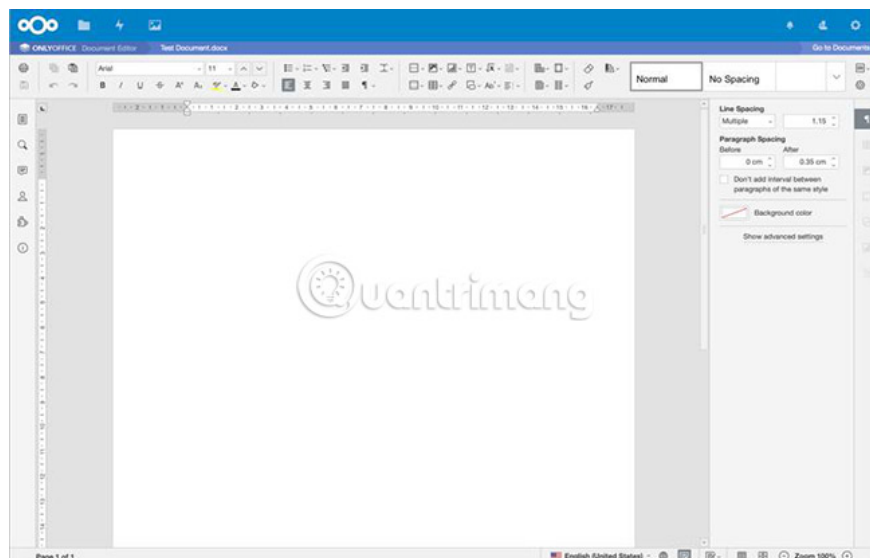 ONLYOFFICE Document Editor Test Document.docx Go to Documents
Arial 11
B I U
Normal No Spacing
Line Spacing
Multiple 1.15
Paragraph Spacing
Before After
0 cm 0.35 cm
Don't add interval between
paragraphs of the same style
Background color
Show advanced settings
Quantrimang
Page 1 of 1 English (United States) Zoom 100%